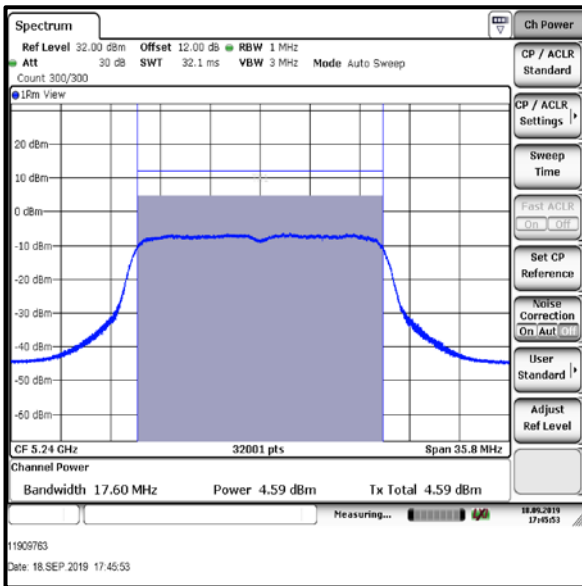 Spectrum
Ref Level 32.00 dBm Offset 12.00 dB RBW 1 MHz
Att 30 dB SWT 32.1 ms VBW 3 MHz Mode Auto Sweep
Count 300/300
1Rm View
20 dBm
10 dBm
0 dBm
-10 dBm
-20 dBm
-30 dBm
-40 dBm
-50 dBm
-60 dBm
CF 5.24 GHz 32001 pts Span 35.8 MHz
Channel Power
Bandwidth 17.60 MHz Power 4.59 dBm Tx Total 4.59 dBm
Measuring... 18.09.2019
17:45:53
Ch Power
CP / ACLR
Standard
CP / ACLR
Settings
Sweep
Time
Fast ACLR
On Off
Set CP
Reference
Noise
Correction
On Aut Off
User
Standard
Adjust
Ref Level
11909763
Date: 18.SEP.2019 17:45:53